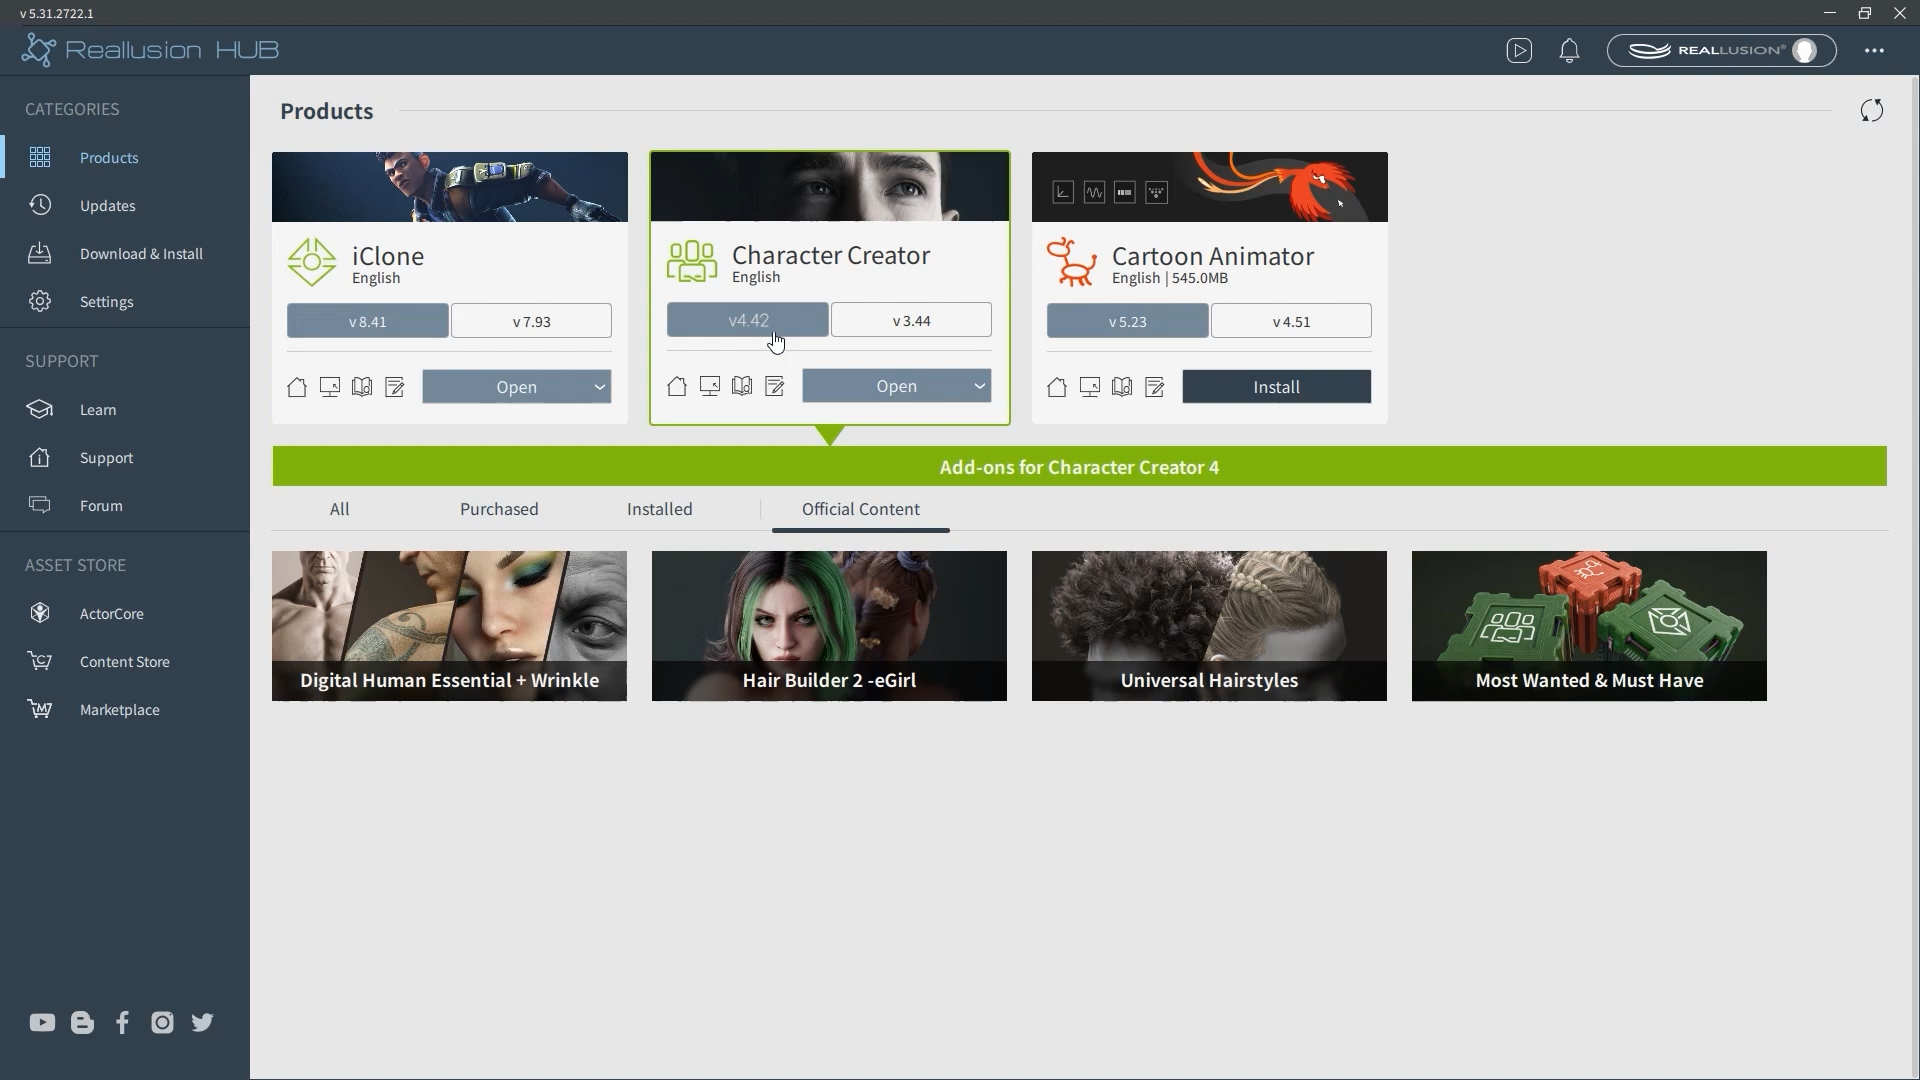 v 5.31.2722.1
Reallusion HUB
REALLUSION®
CATEGORIES
Products
Updates
Download & Install
Settings
SUPPORT
Learn
Support
Forum
ASSET STORE
ActorCore
Content Store
Marketplace
Products
iClone
English
v 8.41
v 7.93
Open
Character Creator
English
v4.42
v 3.44
Open
Cartoon Animator
English | 545.0MB
v 5.23
v 4.51
Install
Add-ons for Character Creator 4
All
Purchased
Installed
Official Content
Digital Human Essential + Wrinkle
Hair Builder 2 -eGirl
Universal Hairstyles
Most Wanted & Must Have